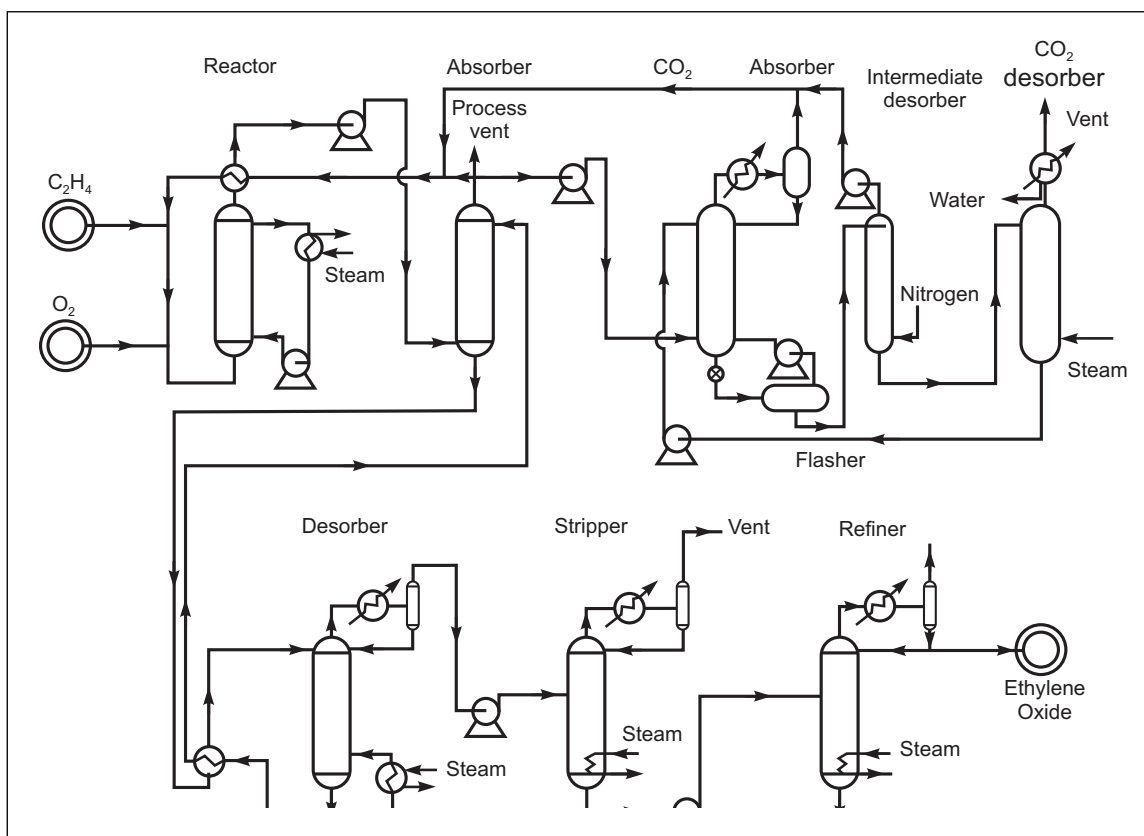 Reactor
Absorber
CO₂
Absorber
Intermediate
desorber
CO₂
desorber
Process
vent
Vent
C₂H₄
Water
Steam
Nitrogen
O₂
Steam
Flasher
Desorber
Stripper
Vent
Refiner
Ethylene
Oxide
Steam
Steam
Steam